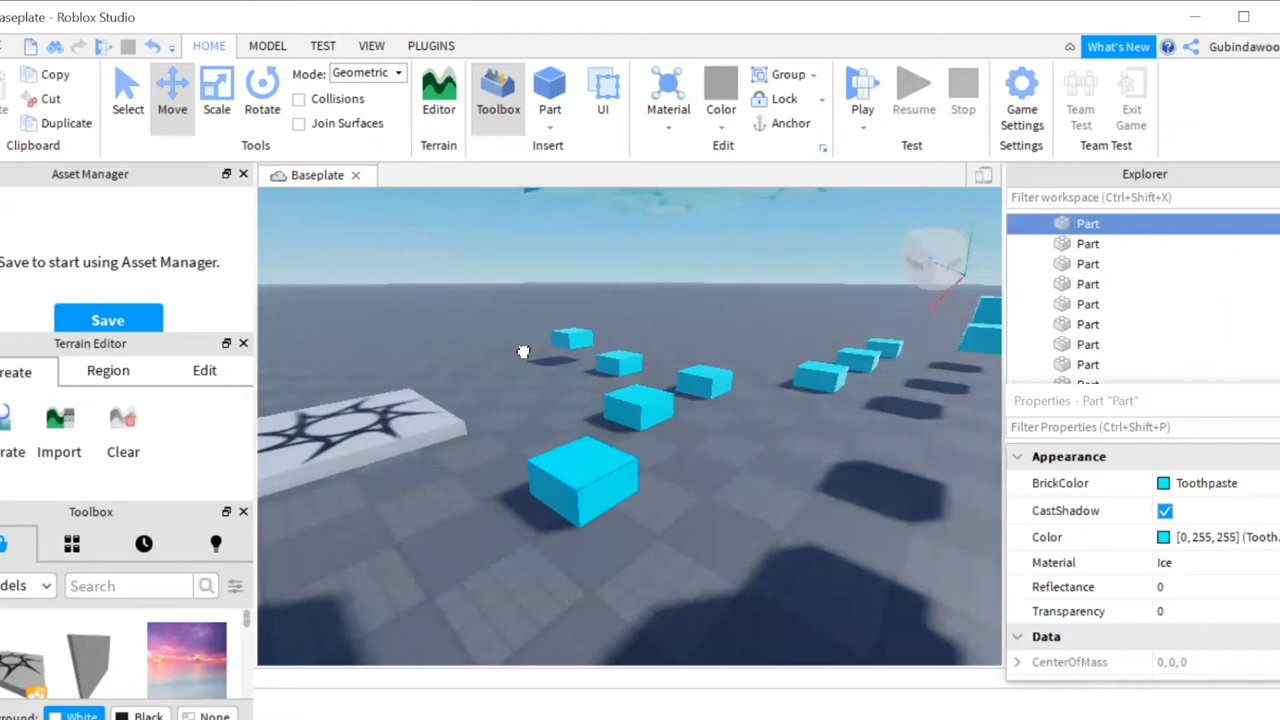 aseplate - Roblox Studio
HOME MODEL TEST VIEW PLUGINS What's New Gubindawoo
Copy
Cut
Duplicate
Clipboard
Select Move Scale Rotate
Mode: Geometric
Collisions
Join Surfaces
Tools
Editor
Terrain
Toolbox Part UI
Insert
Material Color
Group
Lock
Anchor
Edit
Play Resume Stop
Test
Game Settings
Settings
Team Test
Exit Game
Team Test
Asset Manager
Save to start using Asset Manager.
Save
Terrain Editor
reate Region Edit
rate Import Clear
Toolbox
dels Search
round: White Black None
Baseplate
Explorer
Filter workspace (Ctrl+Shift+X)
Part
Part
Part
Part
Part
Part
Part
Part
Properties - Part "Part"
Filter Properties (Ctrl+Shift+P)
Appearance
BrickColor Toothpaste
CastShadow
Color [0, 255, 255] (Tooth.
Material Ice
Reflectance 0
Transparency 0
Data
CenterOfMass 0, 0, 0